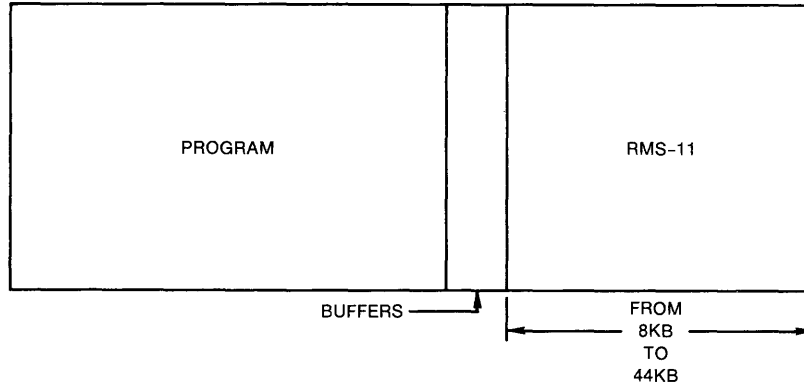 PROGRAM
RMS-11
BUFFERS
FROM
8KB
TO
44KB